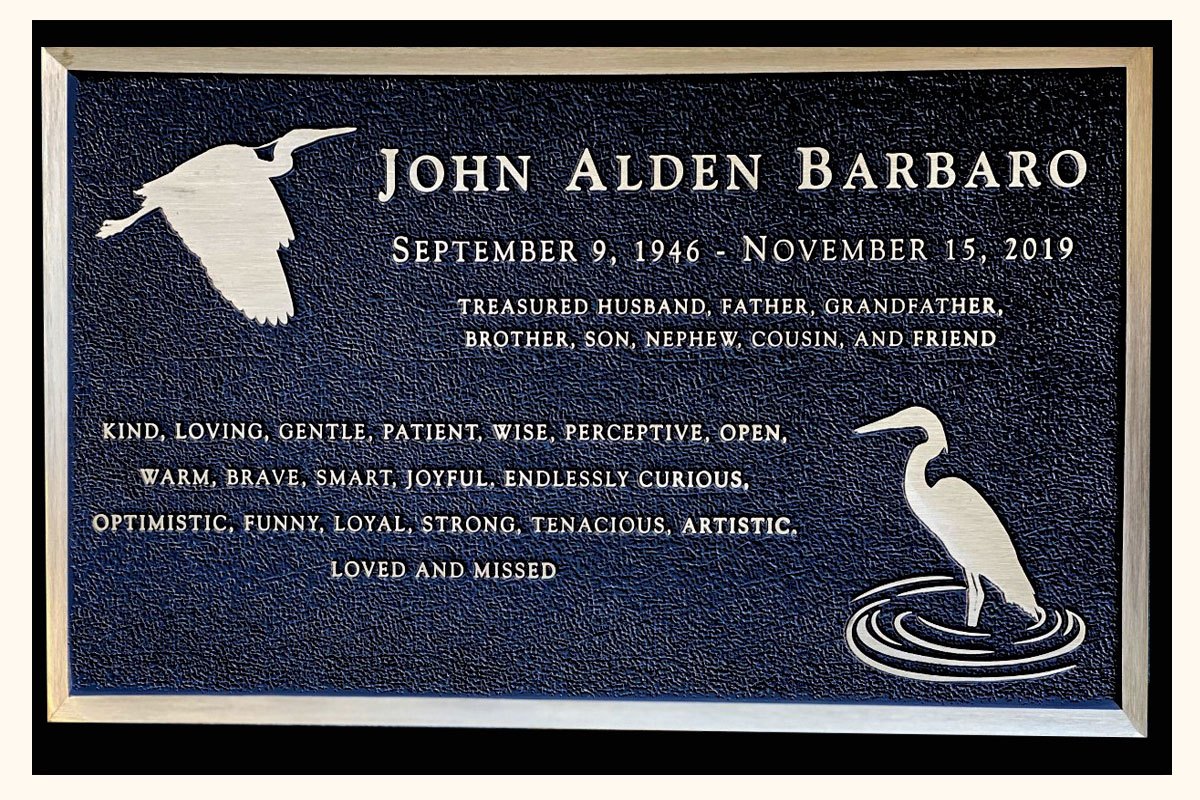 JOHN ALDEN BARBARO
SEPTEMBER 9, 1946 - NOVEMBER 15, 2019
TREASURED HUSBAND, FATHER, GRANDFATHER,
BROTHER, SON, NEPHEW, COUSIN, AND FRIEND
KIND, LOVING, GENTLE, PATIENT, WISE, PERCEPTIVE, OPEN,
WARM, BRAVE, SMART, JOYFUL, ENDLESSLY CURIOUS,
OPTIMISTIC, FUNNY, LOYAL, STRONG, TENACIOUS, ARTISTIC.
LOVED AND MISSED